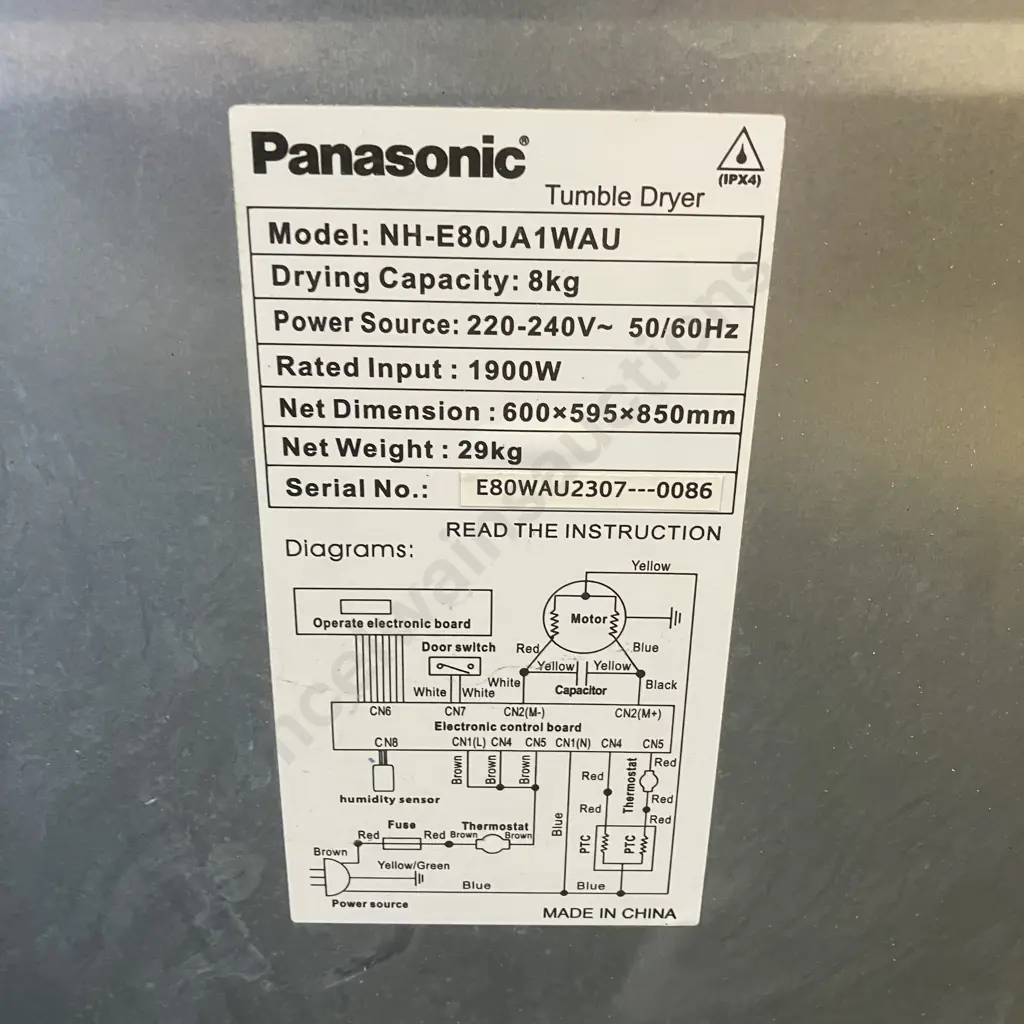 Panasonic®
(IPX4)
Tumble Dryer
Model: NH-E80JA1WAU
Drying Capacity: 8kg
Power Source: 220-240V~ 50/60Hz
Rated Input : 1900W
Net Dimension : 600×595×850mm
Net Weight : 29kg
Serial No.: E80WAU2307---0086
READ THE INSTRUCTION
Diagrams:
Yellow
Operate electronic board
Motor
Door switch
Red
Blue
Yellow
Yellow
White
White
White
Capacitor
Black
CN6
CN7
CN2(M-)
CN2(M+)
Electronic control board
CN8
CN1(L)
CN4
CN5
CN1(N)
CN4
CN5
Brown
Brown
Brown
Red
Thermostat
Red
humidity sensor
Red
Red
Red
Blue
Fuse
Thermostat
Red
Red
Brown
Brown
PTC
PTC
Brown
Yellow/Green
Blue
Blue
Power source
MADE IN CHINA